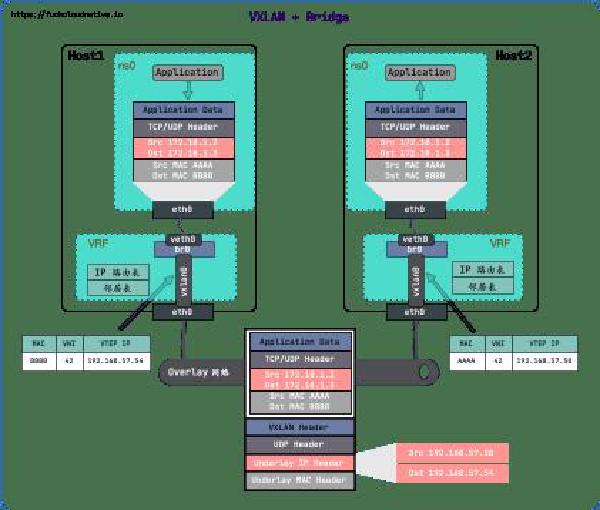 VXLAN + Bridge
Host1
ns0
Application
Application Data
TCP/UDP Header
Src 172.18.1.2
Dst 172.18.1.3
Src MAC AAAA
Dst MAC BBBB
eth0
VRF
veth0
br0
vxlan0
IP 路由表
邻居表
eth0
Host2
ns0
Application
Application Data
TCP/UDP Header
Src 172.18.1.2
Dst 172.18.1.3
Src MAC AAAA
Dst MAC BBBB
eth0
VRF
veth0
br0
vxlan0
IP 路由表
邻居表
eth0
MAC VNI VTEP IP
BBBB 42 192.168.57.54
MAC VNI VTEP IP
AAAA 42 192.168.57.50
Overlay 网络
Application Data
TCP/UDP Header
Src 172.18.1.2
Dst 172.18.1.3
Src MAC AAAA
Dst MAC BBBB
VXLAN Header
UDP Header
Underlay IP Header
Underlay MAC Header
Src 192.168.57.50
Dst 192.168.57.54